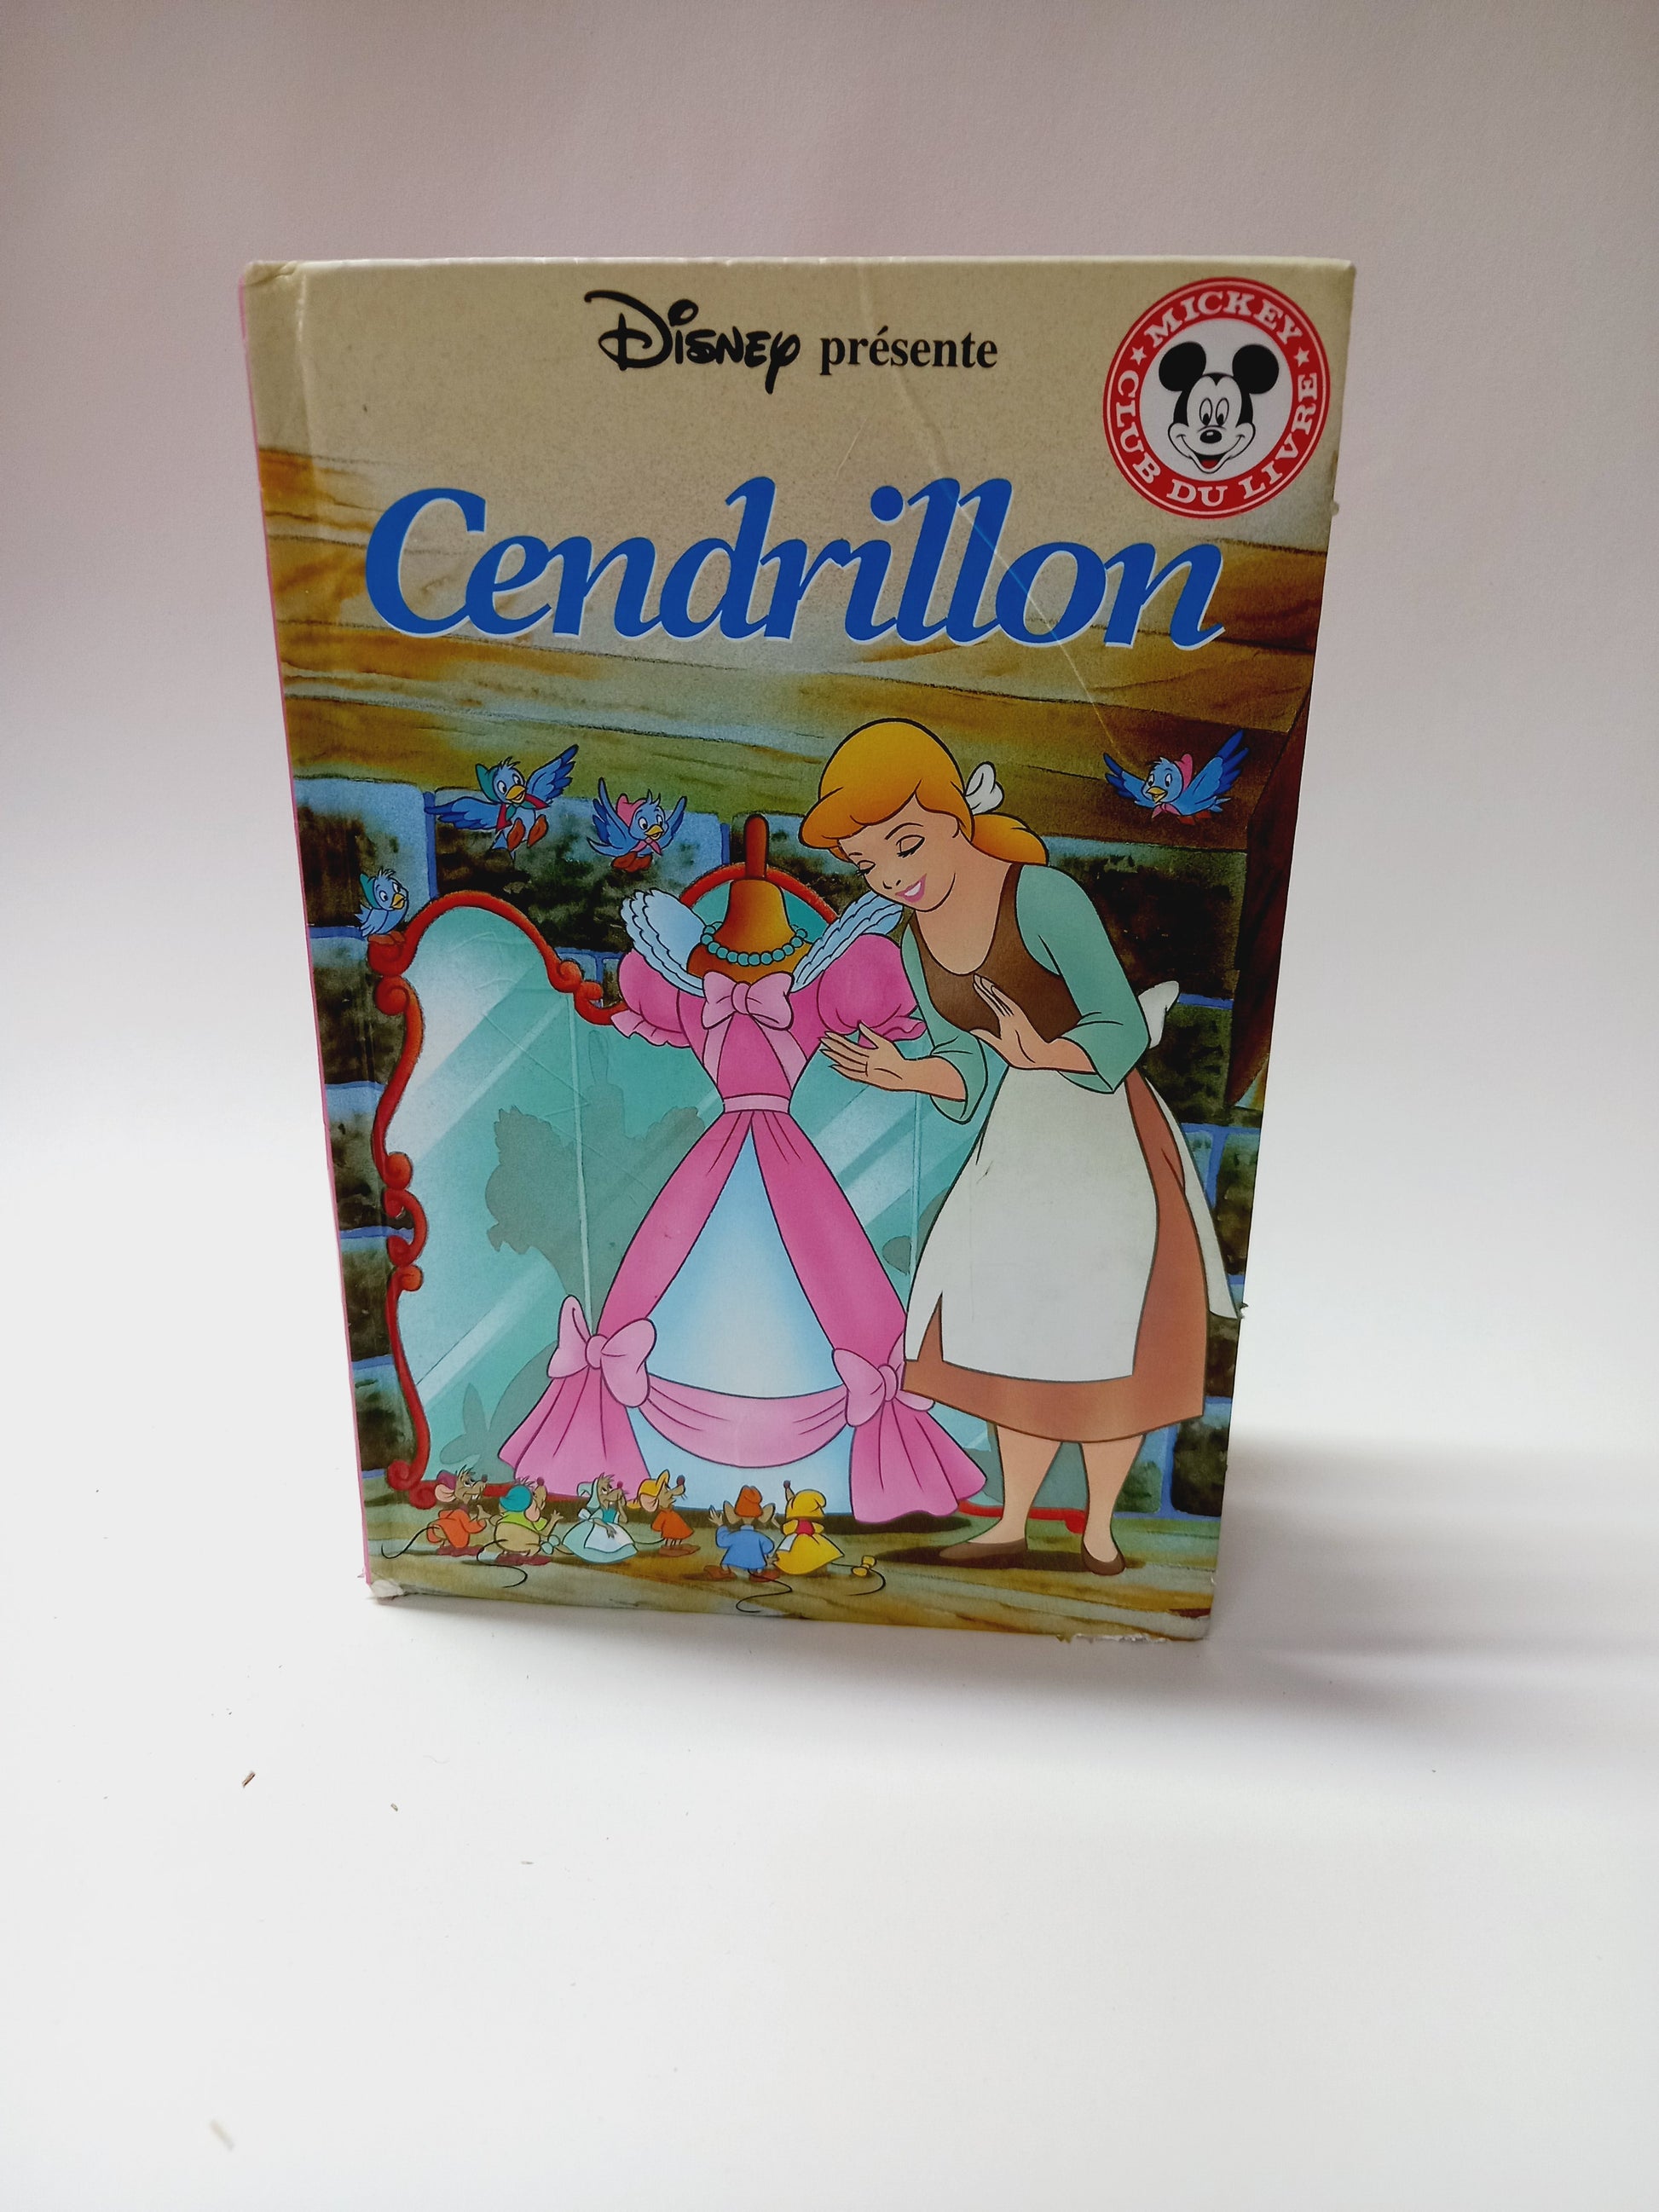 Disney présente
MICKEY
CLUB DU LIVRE
Cendrillon